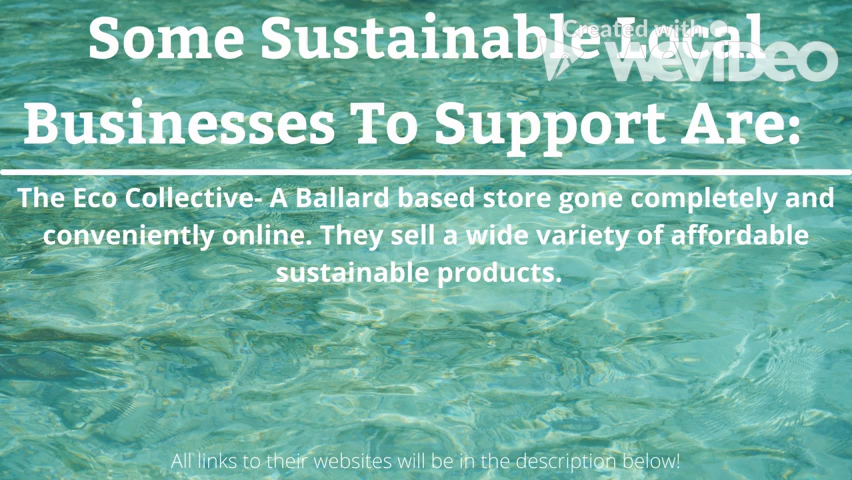 Some Sustainable Local
Created with
WeVideo
Businesses To Support Are:
The Eco Collective- A Ballard based store gone completely and
conveniently online. They sell a wide variety of affordable
sustainable products.
All links to their websites will be in the description below!